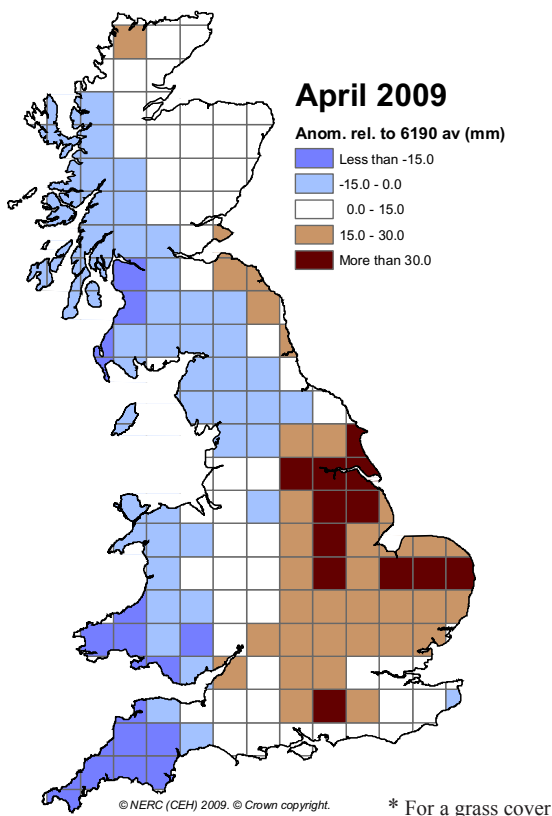 April 2009
Anom. rel. to 6190 av (mm)
Less than -15.0
-15.0 - 0.0
0.0 - 15.0
15.0 - 30.0
More than 30.0
© NERC (CEH) 2009. © Crown copyright.
* For a grass cover